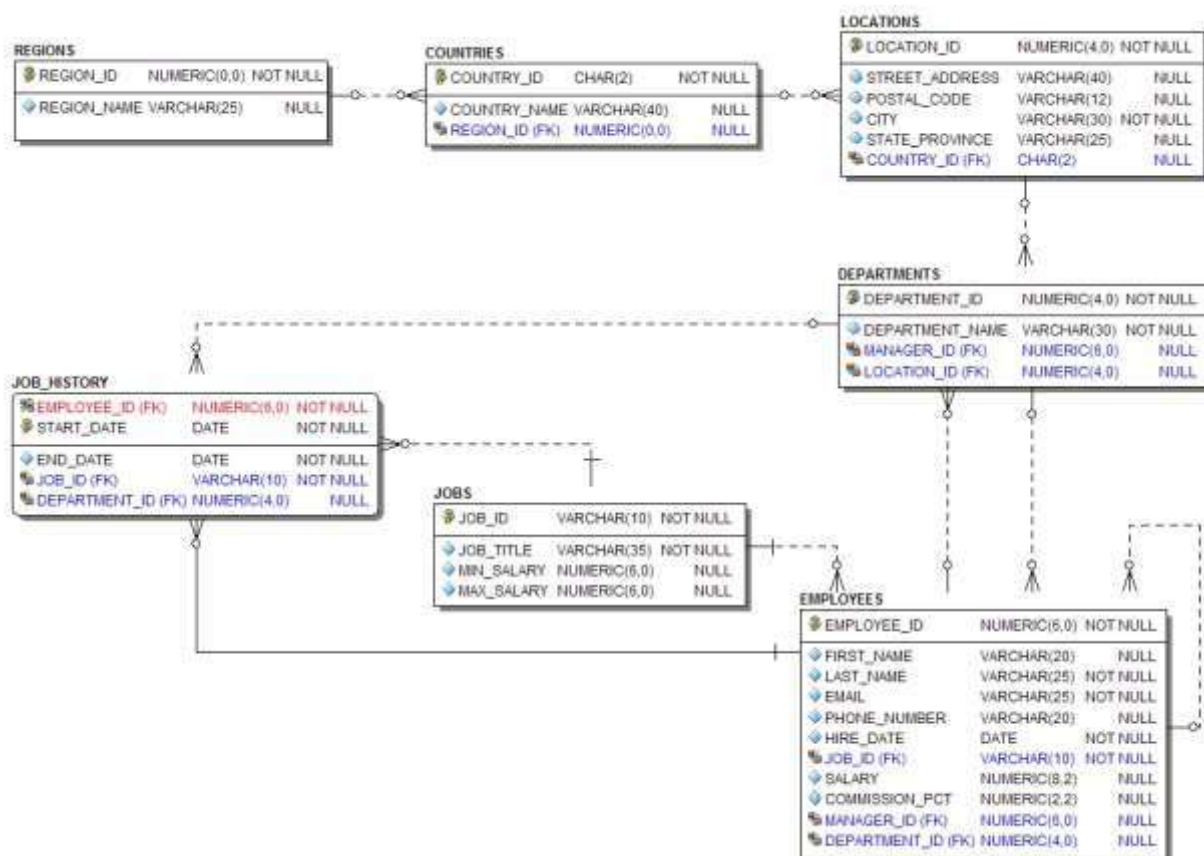 REGIONS
REGION_ID NUMERIC(0,0) NOT NULL
REGION_NAME VARCHAR(25) NULL
COUNTRIES
COUNTRY_ID CHAR(2) NOT NULL
COUNTRY_NAME VARCHAR(40) NULL
REGION_ID (FK) NUMERIC(0,0) NULL
LOCATIONS
LOCATION_ID NUMERIC(4,0) NOT NULL
STREET_ADDRESS VARCHAR(40) NULL
POSTAL_CODE VARCHAR(12) NULL
CITY VARCHAR(30) NOT NULL
STATE_PROVINCE VARCHAR(25) NULL
COUNTRY_ID (FK) CHAR(2) NULL
DEPARTMENTS
DEPARTMENT_ID NUMERIC(4,0) NOT NULL
DEPARTMENT_NAME VARCHAR(30) NOT NULL
MANAGER_ID (FK) NUMERIC(6,0) NULL
LOCATION_ID (FK) NUMERIC(4,0) NULL
JOB_HISTORY
EMPLOYEE_ID (FK) NUMERIC(6,0) NOT NULL
START_DATE DATE NOT NULL
END_DATE DATE NOT NULL
JOB_ID (FK) VARCHAR(10) NOT NULL
DEPARTMENT_ID (FK) NUMERIC(4,0) NULL
JOBS
JOB_ID VARCHAR(10) NOT NULL
JOB_TITLE VARCHAR(35) NOT NULL
MIN_SALARY NUMERIC(6,0) NULL
MAX_SALARY NUMERIC(6,0) NULL
EMPLOYEES
EMPLOYEE_ID NUMERIC(6,0) NOT NULL
FIRST_NAME VARCHAR(20) NULL
LAST_NAME VARCHAR(25) NOT NULL
EMAIL VARCHAR(25) NOT NULL
PHONE_NUMBER VARCHAR(20) NULL
HIRE_DATE DATE NOT NULL
JOB_ID (FK) VARCHAR(10) NOT NULL
SALARY NUMERIC(8,2) NULL
COMMISSION_PCT NUMERIC(2,2) NULL
MANAGER_ID (FK) NUMERIC(6,0) NULL
DEPARTMENT_ID (FK) NUMERIC(4,0) NULL